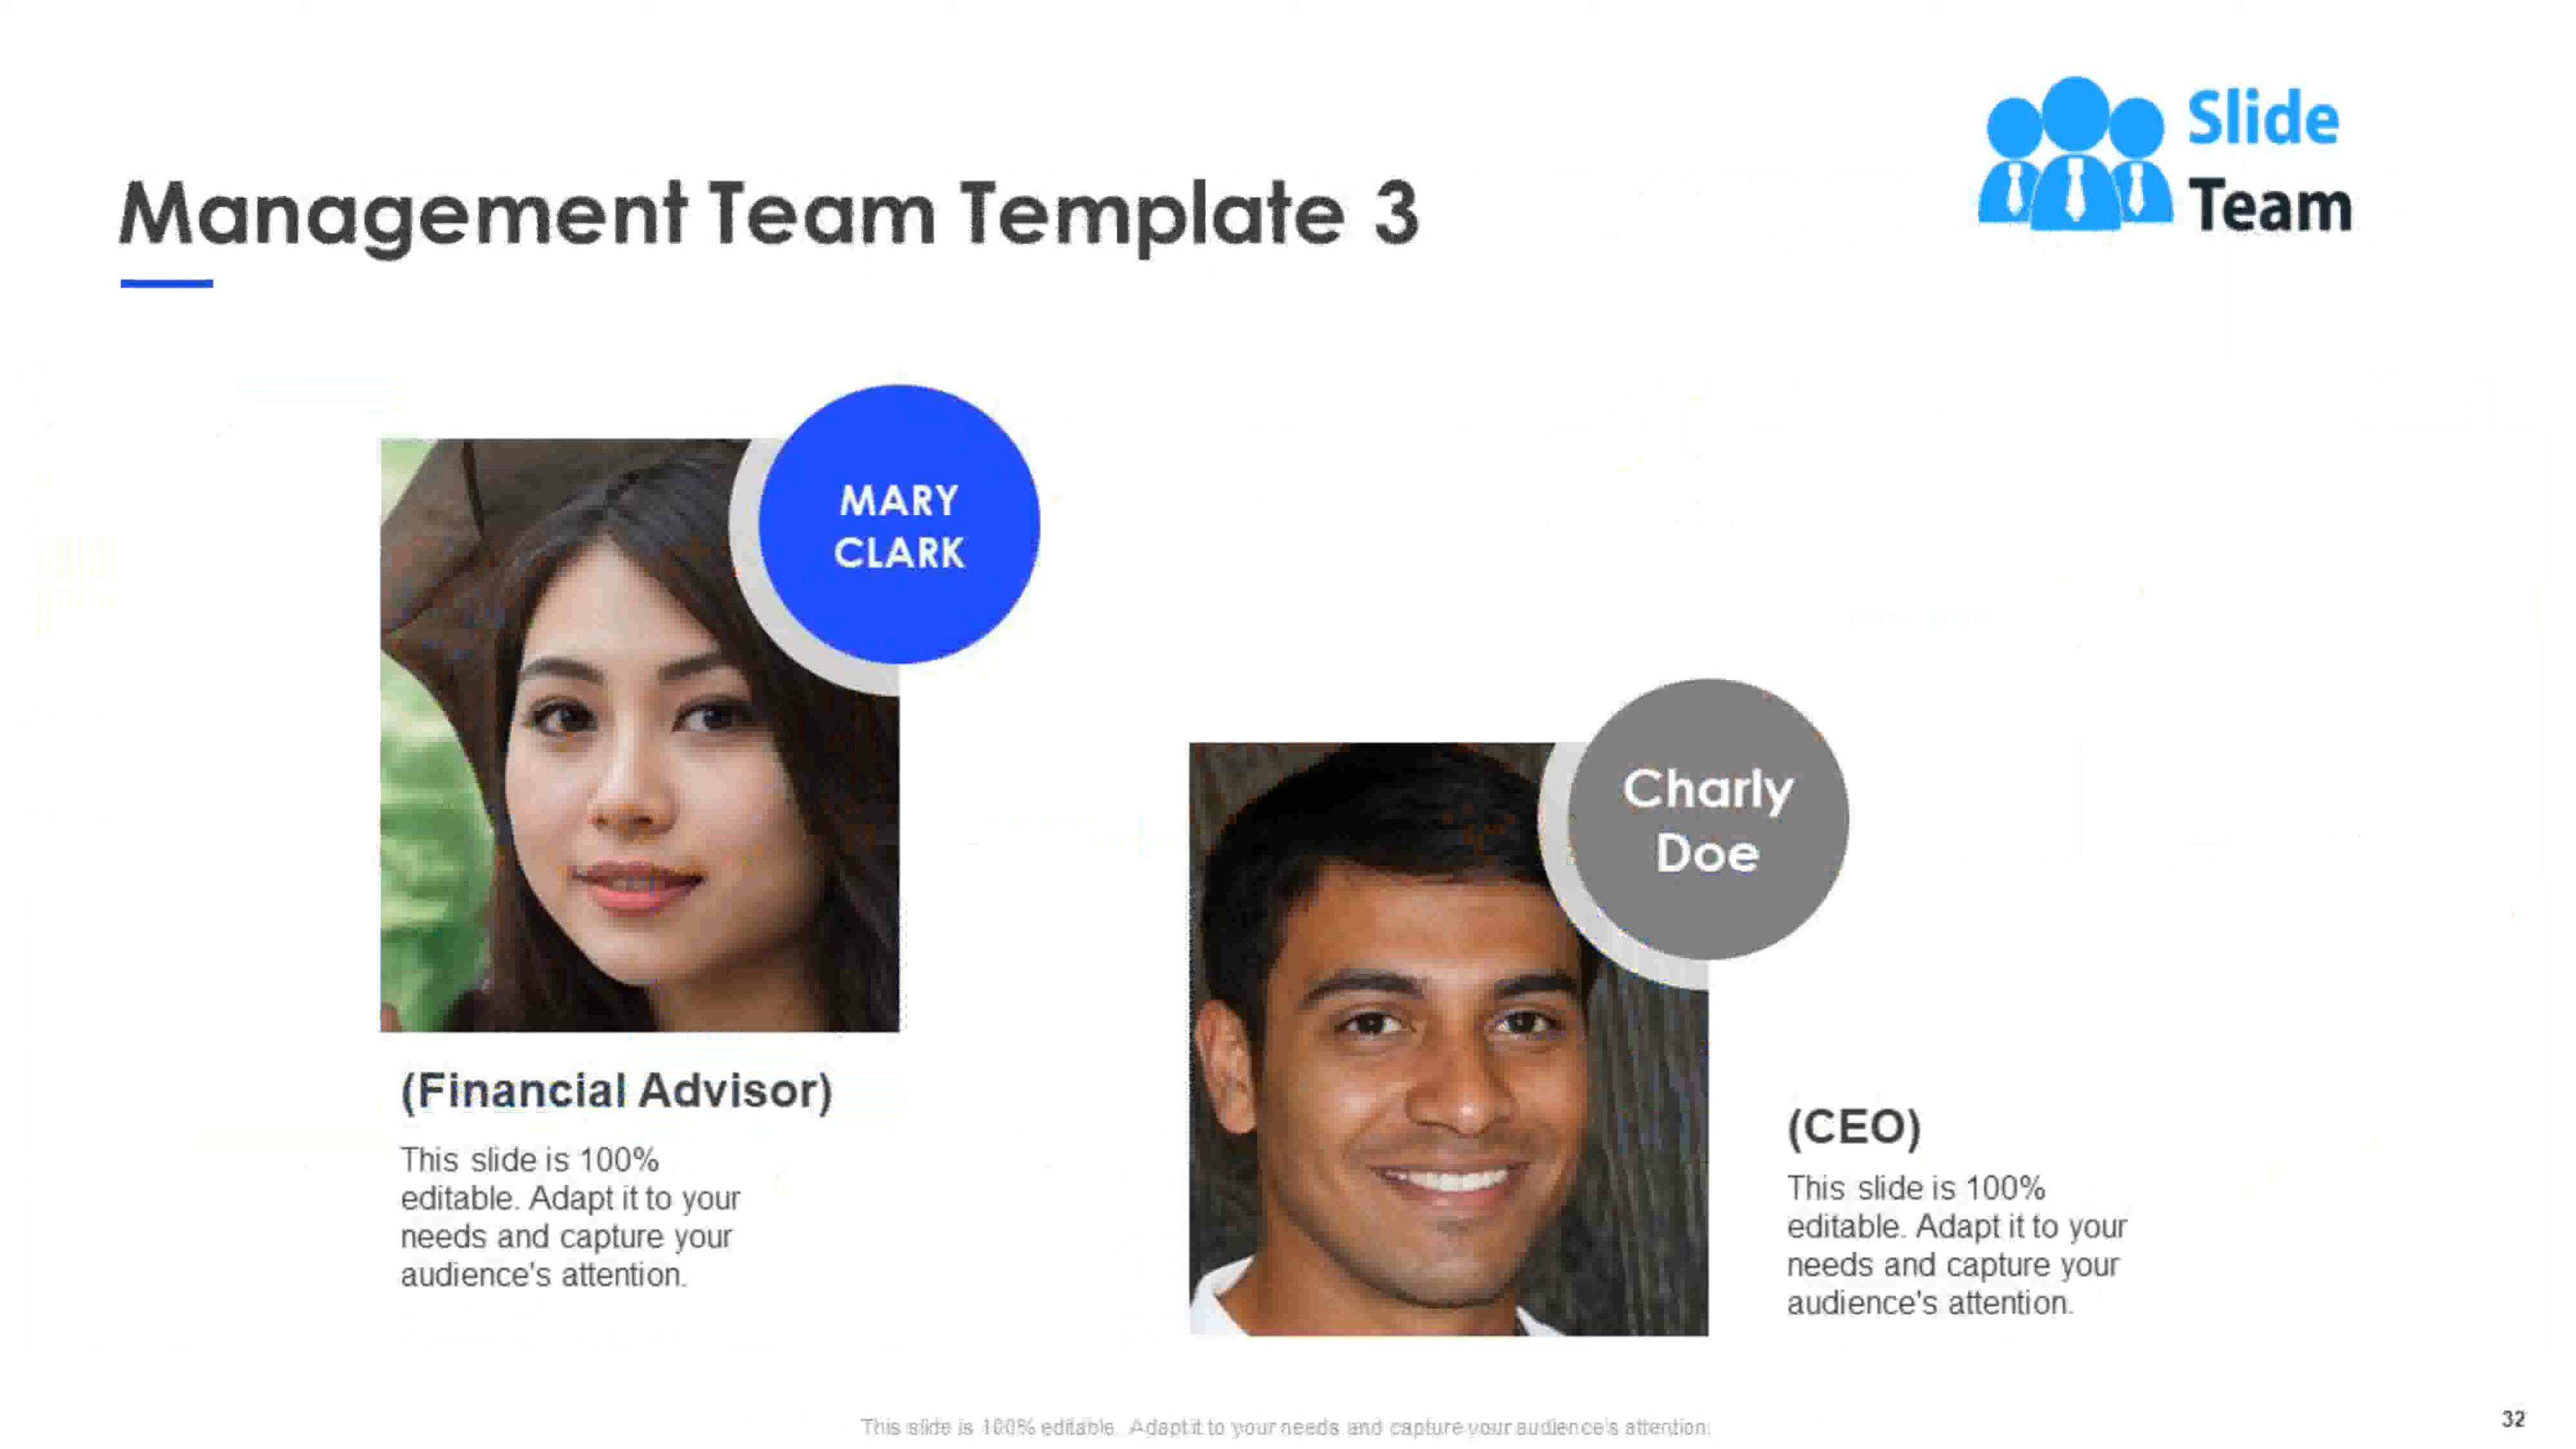 Slide
Team
Management Team Template 3
MARY
CLARK
(Financial Advisor)
This slide is 100%
editable. Adapt it to your
needs and capture your
audience's attention.
Charly
Doe
(CEO)
This slide is 100%
editable. Adapt it to your
needs and capture your
audience's attention.
This slide is 100% editable. Adapt it to your needs and capture your audience's attention.
32